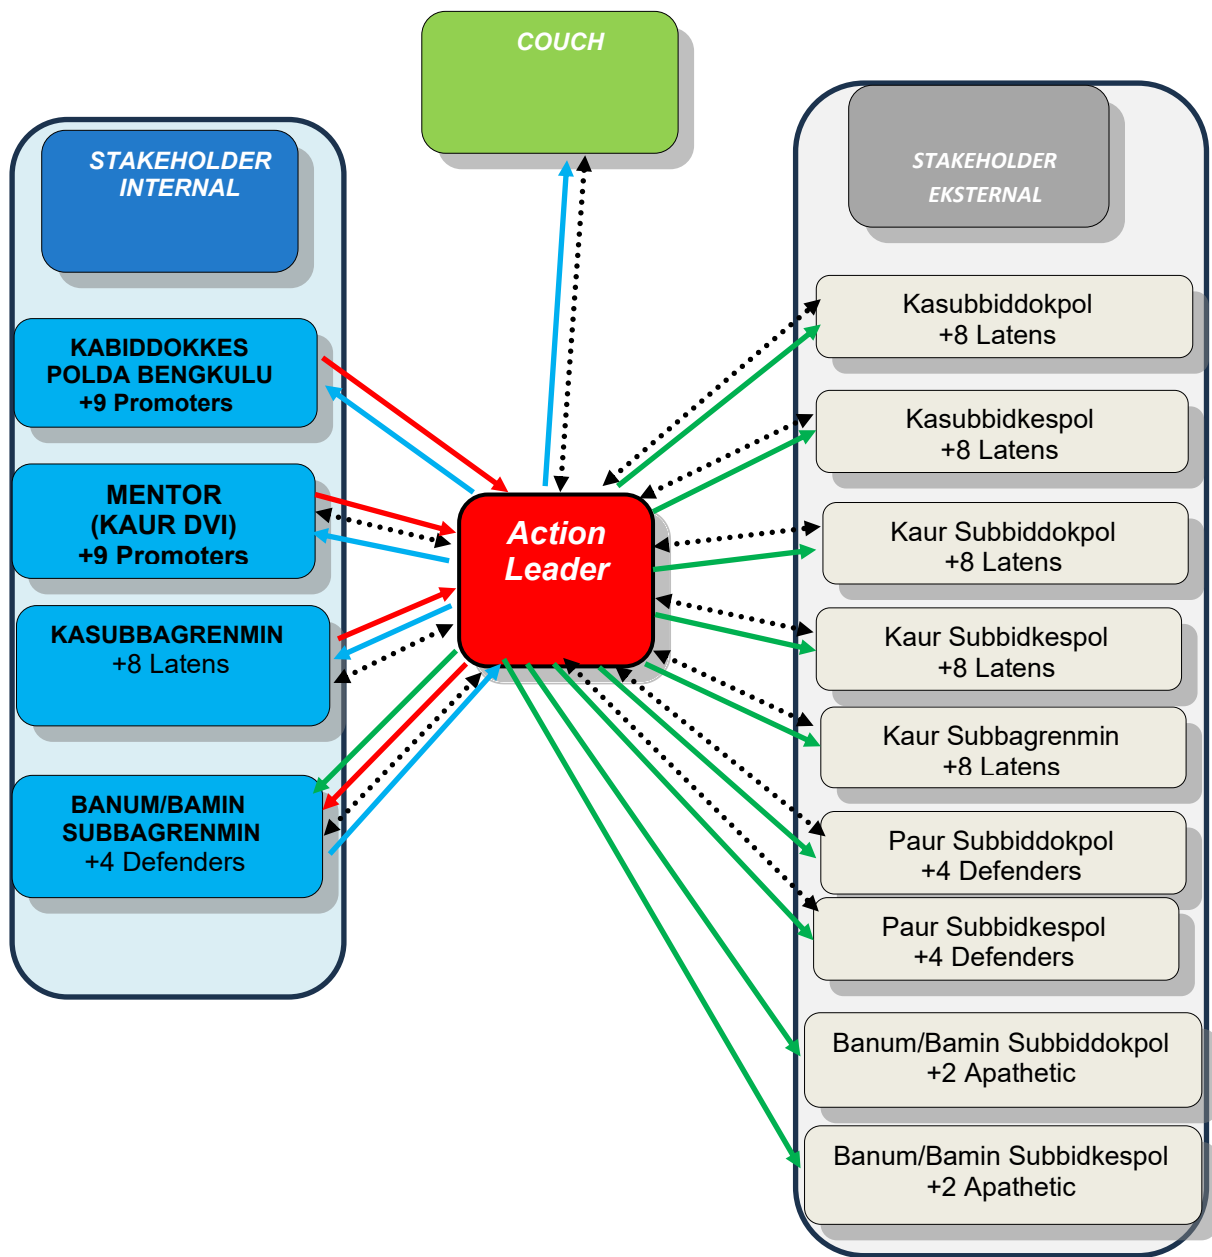 COUCH
STAKEHOLDER
INTERNAL
KABIDDOKKES
POLDA BENGKULU
+9 Promoters
MENTOR
(KAUR DVI)
+9 Promoters
KASUBBAGRENMIN
+8 Latens
BANUM/BAMIN
SUBBAGRENMIN
+4 Defenders
Action
Leader
STAKEHOLDER
EKSTERNAL
Kasubbiddokpol
+8 Latens
Kasubbidkespol
+8 Latens
Kaur Subbiddokpol
+8 Latens
Kaur Subbidkespol
+8 Latens
Kaur Subbagrenmin
+8 Latens
Paur Subbiddokpol
+4 Defenders
Paur Subbidkespol
+4 Defenders
Banum/Bamin Subbiddokpol
+2 Apathetic
Banum/Bamin Subbidkespol
+2 Apathetic